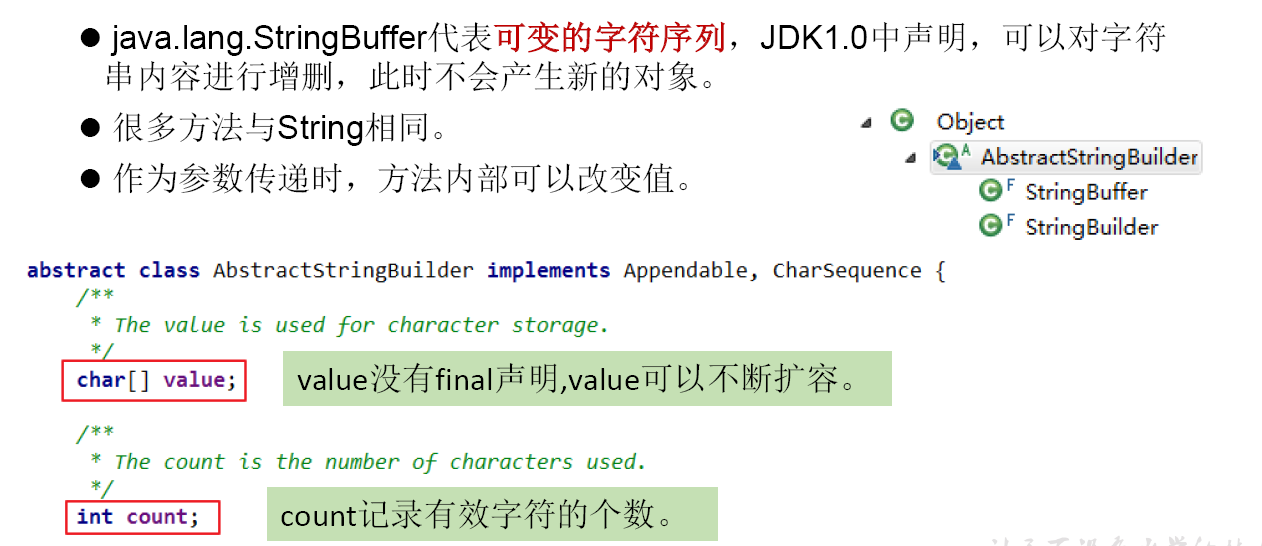 ● java.lang.StringBuffer代表可变的字符序列，JDK1.0中声明，可以对字符
串内容进行增删，此时不会产生新的对象。
● 很多方法与String相同。
● 作为参数传递时，方法内部可以改变值。
Object
AbstractStringBuilder
StringBuffer
StringBuilder
abstract class AbstractStringBuilder implements Appendable, CharSequence {
/**
* The value is used for character storage.
*/
char[] value;
value没有final声明,value可以不断扩容。
/**
* The count is the number of characters used.
*/
int count;
count记录有效字符的个数。